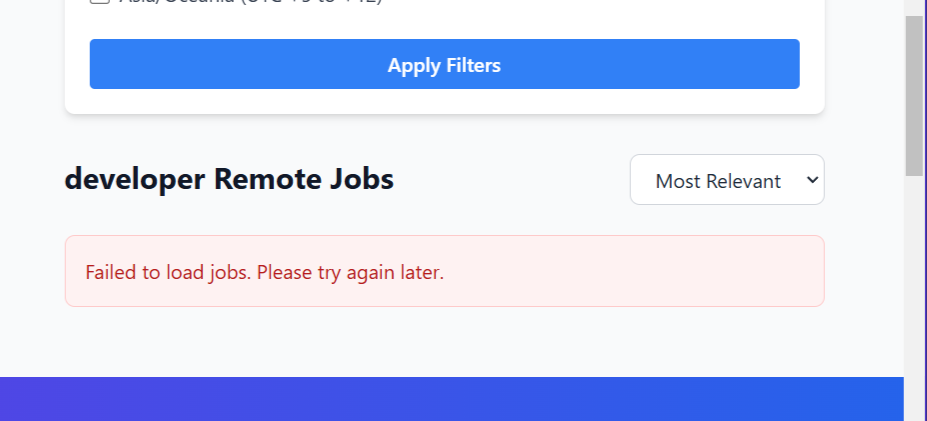 Apply Filters
developer Remote Jobs
Most Relevant
Failed to load jobs. Please try again later.